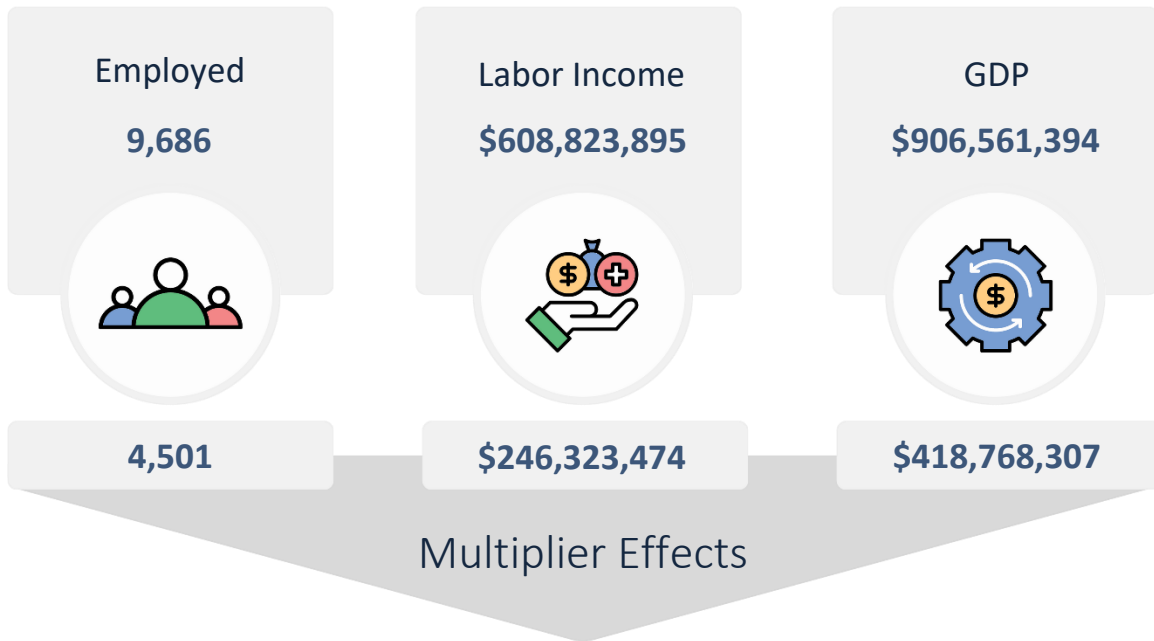 Employed
9,686
Labor Income
$608,823,895
GDP
$906,561,394
$
$
4,501
$246,323,474
$418,768,307
Multiplier Effects